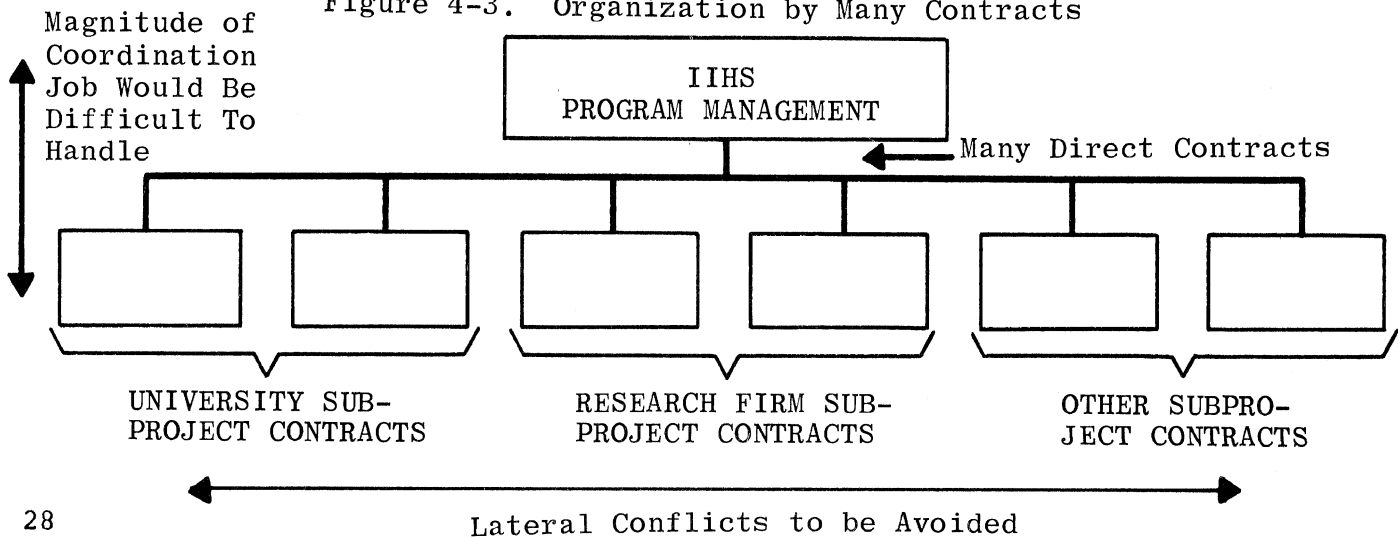 Figure 4-3. Organization by Many Contracts
Magnitude of
Coordination
Job Would Be
Difficult To
Handle
IIHS
PROGRAM MANAGEMENT
Many Direct Contracts
UNIVERSITY SUB-
PROJECT CONTRACTS
RESEARCH FIRM SUB-
PROJECT CONTRACTS
OTHER SUBPRO-
JECT CONTRACTS
Lateral Conflicts to be Avoided
28